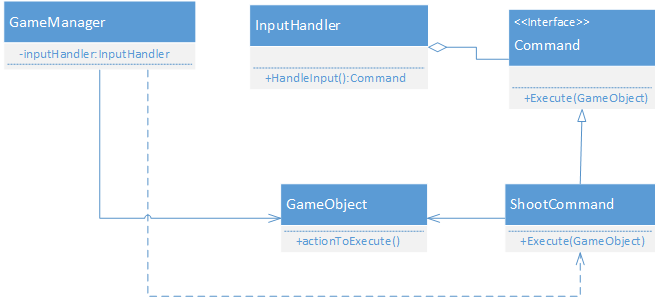 GameManager
-inputHandler:InputHandler
InputHandler
+HandleInput():Command
<<Interface>>
Command
+Execute(GameObject)
GameObject
+actionToExecute()
ShootCommand
+Execute(GameObject)